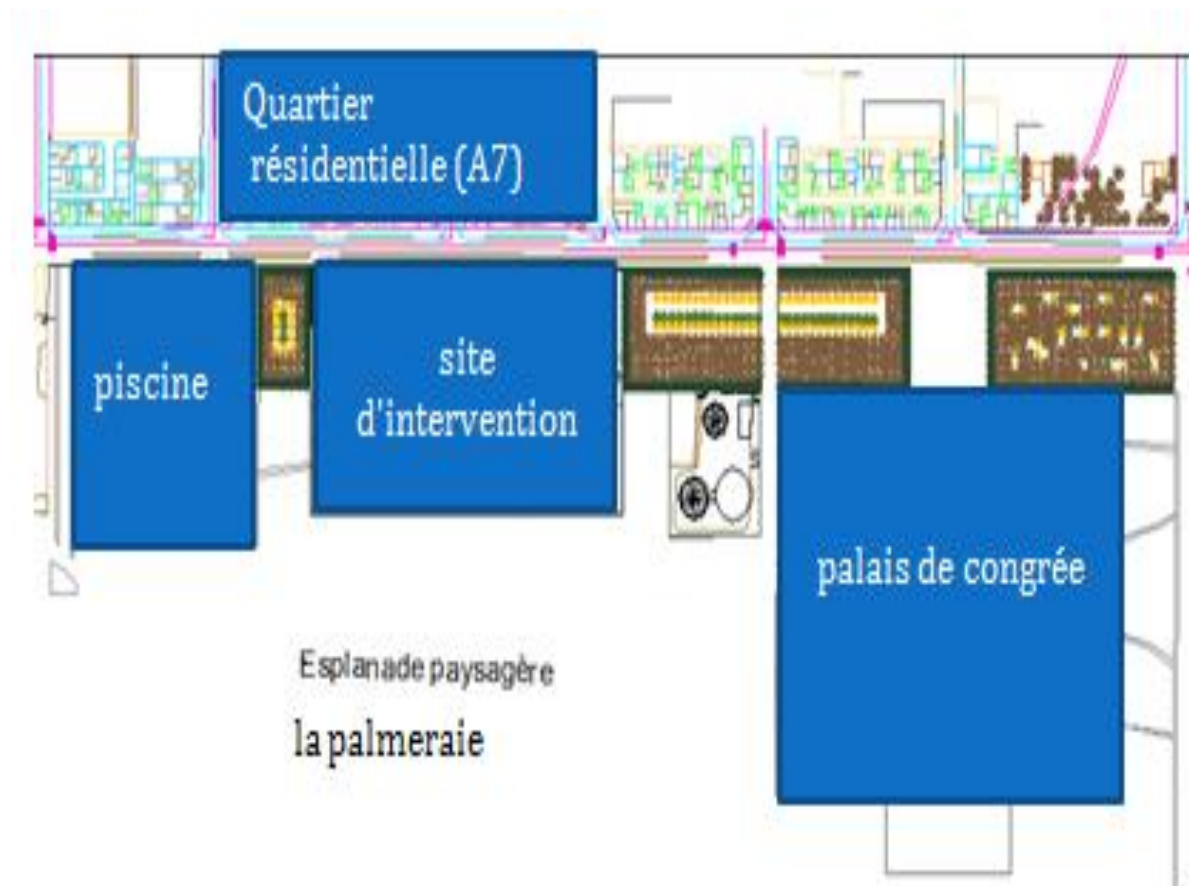 Quartier
résidentielle (A7)
piscine
site
d'intervention
palais de congrée
Esplanade paysagère
la palmeraie